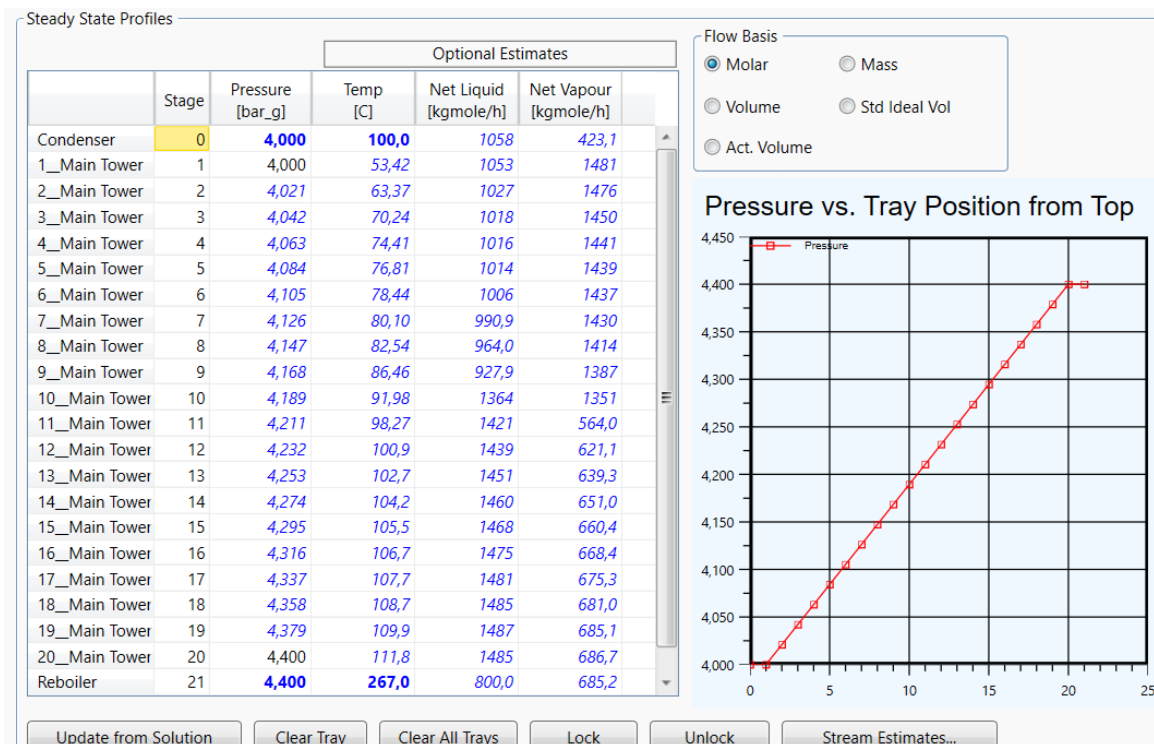 Steady State Profiles
Optional Estimates
Stage Pressure [bar_g] Temp [C] Net Liquid [kgmole/h] Net Vapour [kgmole/h]
Condenser 0 4,000 100,0 1058 423,1
1__Main Tower 1 4,000 53,42 1053 1481
2__Main Tower 2 4,021 63,37 1027 1476
3__Main Tower 3 4,042 70,24 1018 1450
4__Main Tower 4 4,063 74,41 1016 1441
5__Main Tower 5 4,084 76,81 1014 1439
6__Main Tower 6 4,105 78,44 1006 1437
7__Main Tower 7 4,126 80,10 990,9 1430
8__Main Tower 8 4,147 82,54 964,0 1414
9__Main Tower 9 4,168 86,46 927,9 1387
10__Main Tower 10 4,189 91,98 1364 1351
11__Main Tower 11 4,211 98,27 1421 564,0
12__Main Tower 12 4,232 100,9 1439 621,1
13__Main Tower 13 4,253 102,7 1451 639,3
14__Main Tower 14 4,274 104,2 1460 651,0
15__Main Tower 15 4,295 105,5 1468 660,4
16__Main Tower 16 4,316 106,7 1475 668,4
17__Main Tower 17 4,337 107,7 1481 675,3
18__Main Tower 18 4,358 108,7 1485 681,0
19__Main Tower 19 4,379 109,9 1487 685,1
20__Main Tower 20 4,400 111,8 1485 686,7
Reboiler 21 4,400 267,0 800,0 685,2
Flow Basis
Molar Mass
Volume Std Ideal Vol
Act. Volume
Pressure vs. Tray Position from Top
Pressure
4,450
4,400
4,350
4,300
4,250
4,200
4,150
4,100
4,050
4,000
0 5 10 15 20 25
Update from Solution Clear Tray Clear All Trays Lock Unlock Stream Estimates...